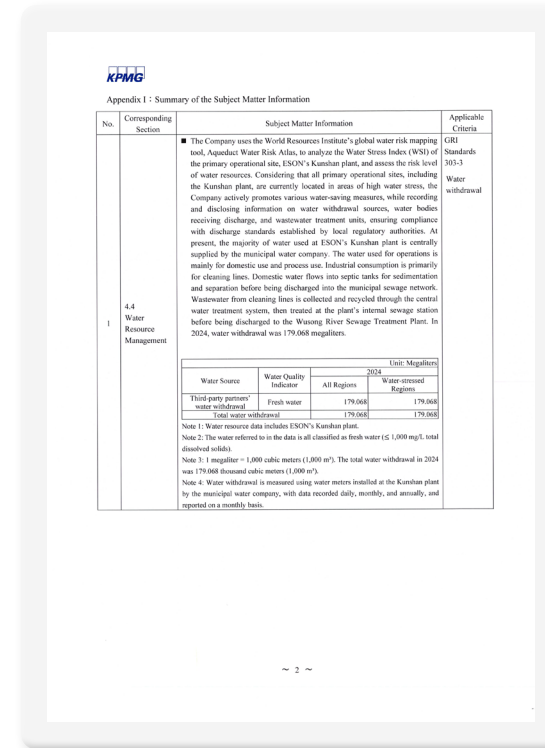 KPMG
Appendix I：Summary of the Subject Matter Information
No.
Corresponding
Section
Subject Matter Information
Applicable
Criteria
1
4.4
Water
Resource
Management
■ The Company uses the World Resources Institute's global water risk mapping
tool, Aqueduct Water Risk Atlas, to analyze the Water Stress Index (WSI) of
the primary operational site, ESON's Kunshan plant, and assess the risk level
of water resources. Considering that all primary operational sites, including
the Kunshan plant, are currently located in areas of high water stress, the
Company actively promotes various water-saving measures, while recording
and disclosing information on water withdrawal sources, water bodies
receiving discharge, and wastewater treatment units, ensuring compliance
with discharge standards established by local regulatory authorities. At
present, the majority of water used at ESON's Kunshan plant is centrally
supplied by the municipal water company. The water used for operations is
mainly for domestic use and process use. Industrial consumption is primarily
for cleaning lines. Domestic water flows into septic tanks for sedimentation
and separation before being discharged into the municipal sewage network.
Wastewater from cleaning lines is collected and recycled through the central
water treatment system, then treated at the plant's internal sewage station
before being discharged to the Wusong River Sewage Treatment Plant. In
2024, water withdrawal was 179.068 megaliters.
GRI
Standards
303-3
Water
withdrawal
Unit: Megaliters
Water Source
Water Quality
Indicator
2024
All Regions
Water-stressed
Regions
Third-party partners'
water withdrawal
Fresh water
179.068
179.068
Total water withdrawal
179.068
179.068
Note 1: Water resource data includes ESON's Kunshan plant.
Note 2: The water referred to in the data is all classified as fresh water (≤ 1,000 mg/L total
dissolved solids).
Note 3: 1 megaliter = 1,000 cubic meters (1,000 m³). The total water withdrawal in 2024
was 179.068 thousand cubic meters (1,000 m³).
Note 4: Water withdrawal is measured using water meters installed at the Kunshan plant
by the municipal water company, with data recorded daily, monthly, and annually, and
reported on a monthly basis.
~ 2 ~